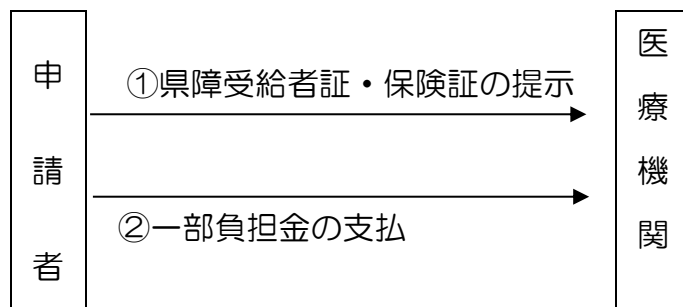 申請者
①県障受給者証・保険証の提示
②一部負担金の支払
医療機関